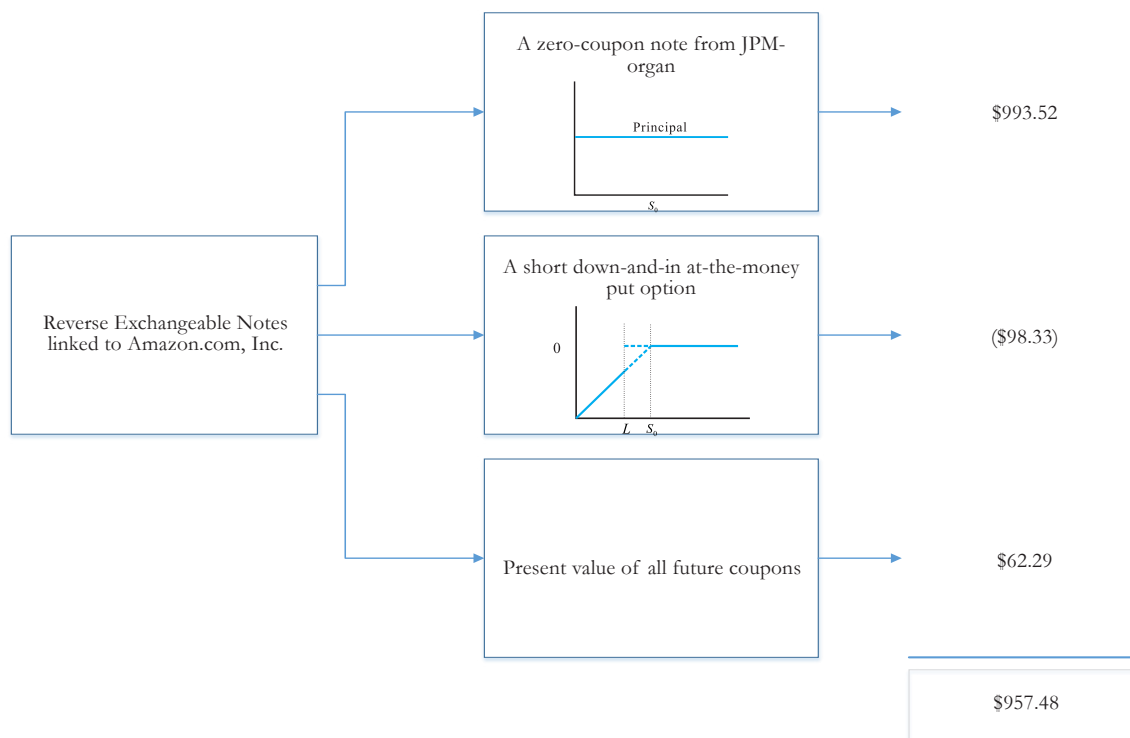 A zero-coupon note from JPM-
organ
Principal
S₀
$993.52
Reverse Exchangeable Notes
linked to Amazon.com, Inc.
A short down-and-in at-the-money
put option
0
L S₀
($98.33)
Present value of all future coupons
$62.29
$957.48